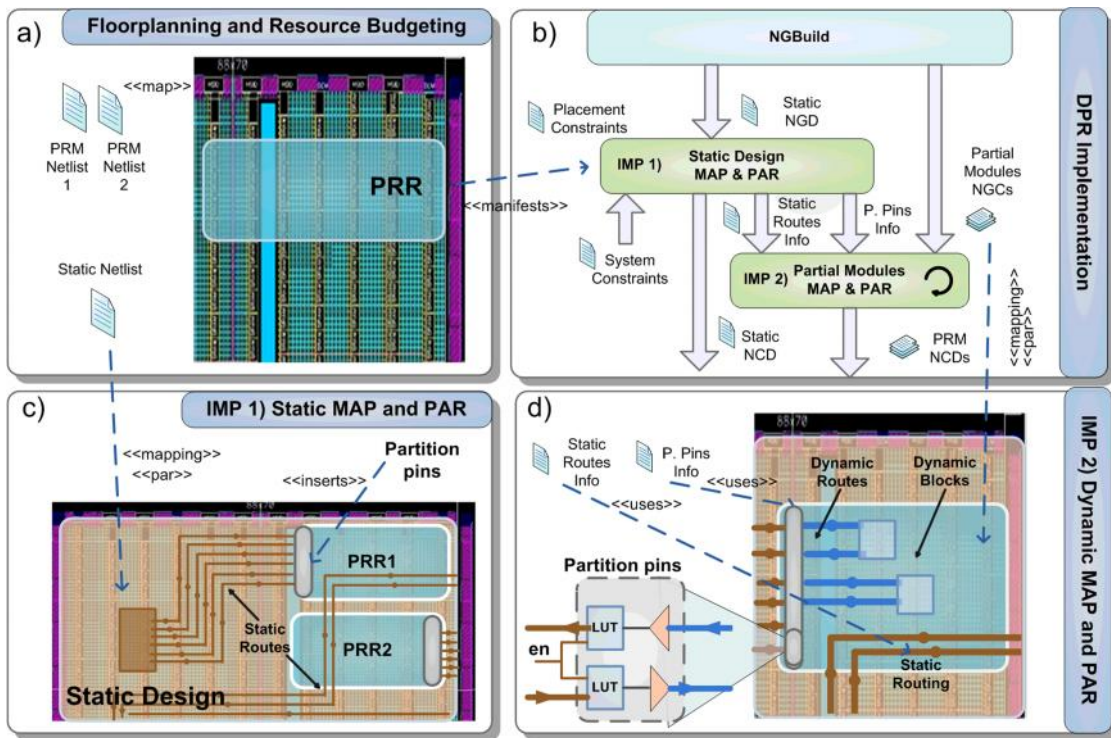 a)
Floorplanning and Resource Budgeting
88x70
<<map>>
PRM
Netlist
1
PRM
Netlist
2
PRR
<<manifests>>
Static Netlist
b)
NGBuild
DPR Implementation
Placement
Constraints
Static
NGD
IMP 1)
Static Design
MAP & PAR
Partial
Modules
NGCs
Static
Routes
Info
P. Pins
Info
System
Constraints
IMP 2)
Partial Modules
MAP & PAR
<<mapping>>
<<par>>
Static
NCD
PRM
NCDs
c)
IMP 1) Static MAP and PAR
<<mapping>>
<<par>>
Partition
pins
<<inserts>>
88x70
PRR1
PRR2
Static
Routes
Static Design
d)
IMP 2) Dynamic MAP and PAR
88x70
Static
Routes
Info
P. Pins
Info
<<uses>>
<<uses>>
Dynamic
Routes
Dynamic
Blocks
Partition pins
LUT
en
LUT
Static
Routing